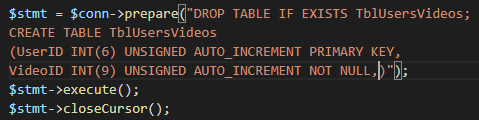 $stmt = $conn->prepare("DROP TABLE IF EXISTS TblUsersVideos;
CREATE TABLE TblUsersVideos
(UserID INT(6) UNSIGNED AUTO_INCREMENT PRIMARY KEY,
VideoID INT(9) UNSIGNED AUTO_INCREMENT NOT NULL,)");
$stmt->execute();
$stmt->closeCursor();